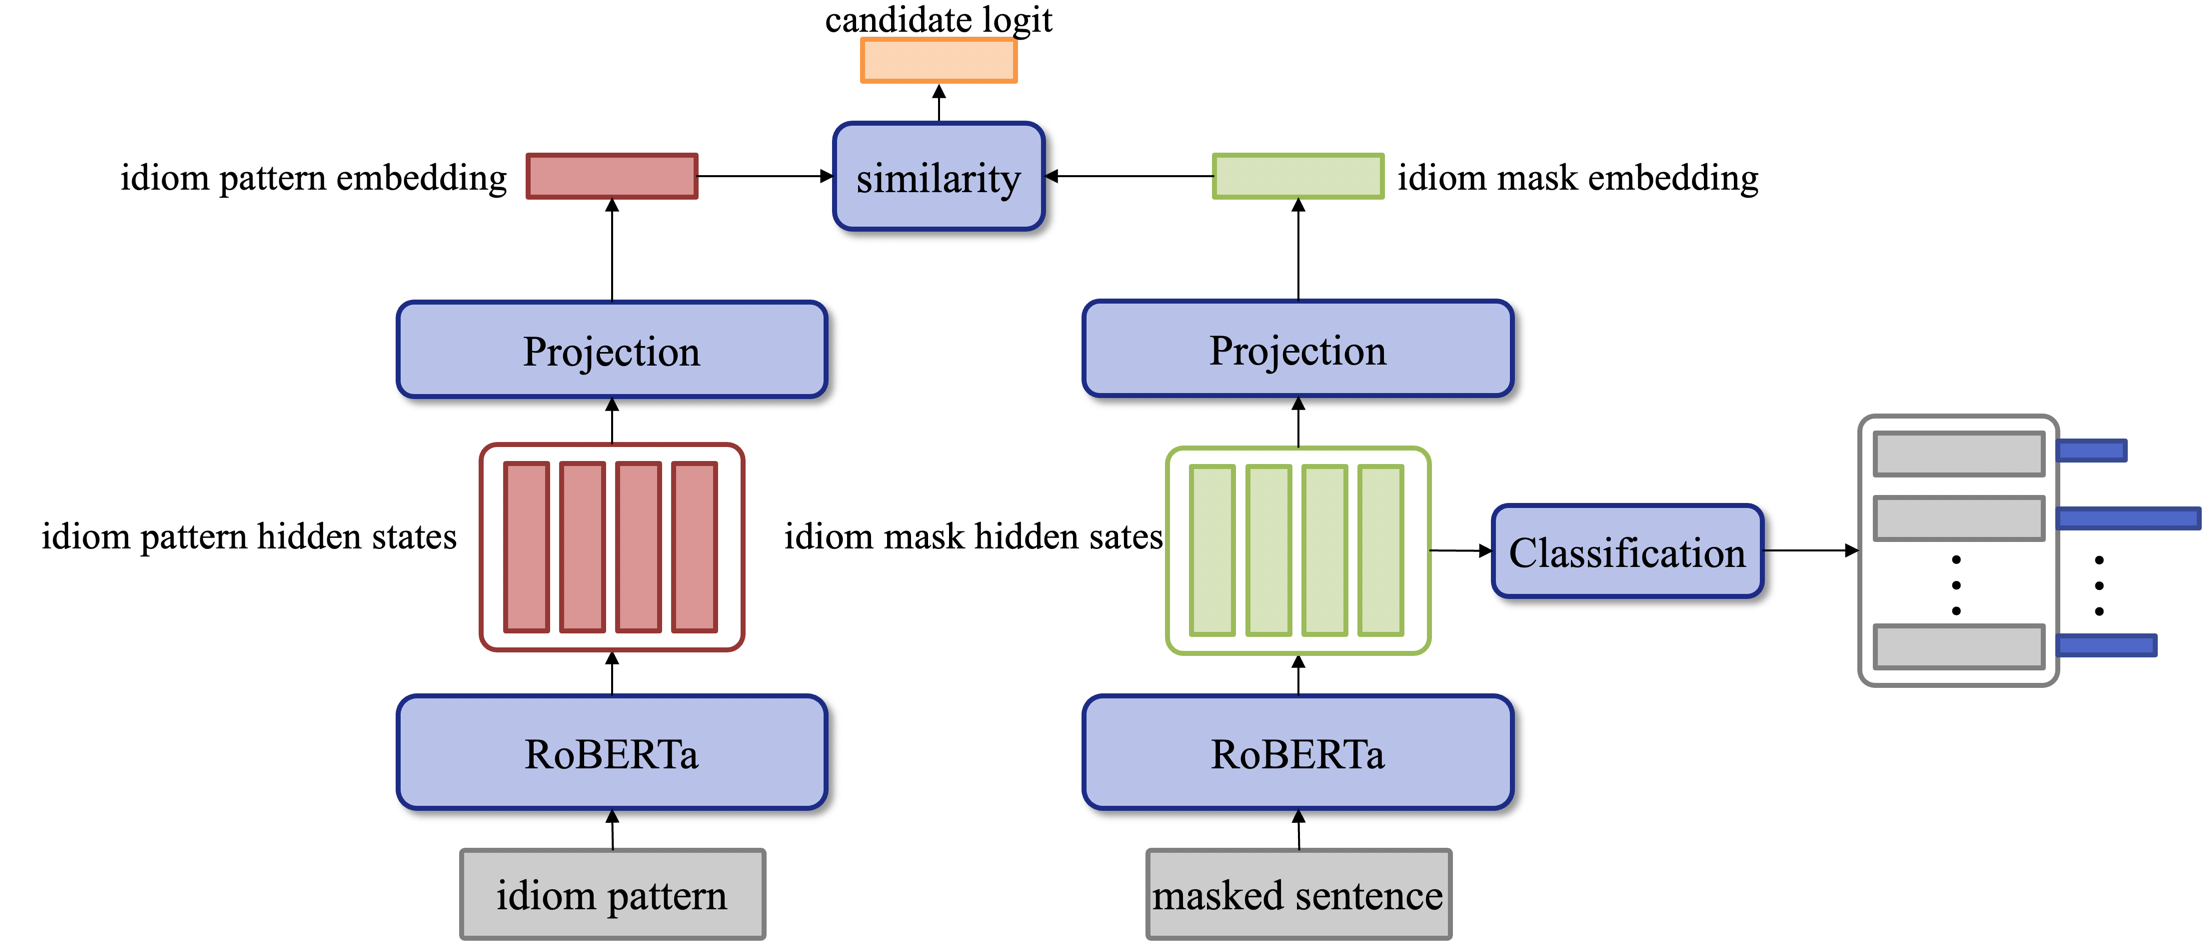 candidate logit
idiom pattern embedding
similarity
idiom mask embedding
Projection
Projection
idiom pattern hidden states
idiom mask hidden sates
Classification
RoBERTa
RoBERTa
idiom pattern
masked sentence